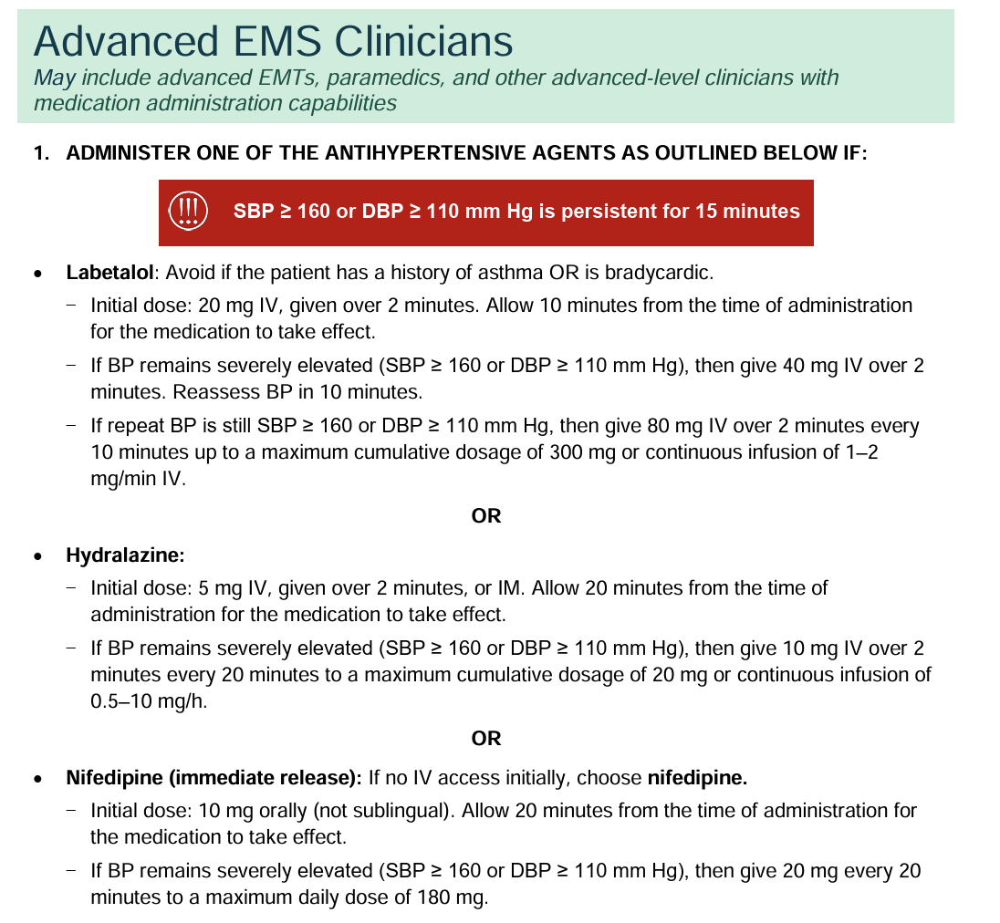 Advanced EMS Clinicians
May include advanced EMTs, paramedics, and other advanced-level clinicians with
medication administration capabilities
1. ADMINISTER ONE OF THE ANTIHYPERTENSIVE AGENTS AS OUTLINED BELOW IF:
!!! SBP ≥ 160 or DBP ≥ 110 mm Hg is persistent for 15 minutes
• Labetalol: Avoid if the patient has a history of asthma OR is bradycardic.
– Initial dose: 20 mg IV, given over 2 minutes. Allow 10 minutes from the time of administration
for the medication to take effect.
– If BP remains severely elevated (SBP ≥ 160 or DBP ≥ 110 mm Hg), then give 40 mg IV over 2
minutes. Reassess BP in 10 minutes.
– If repeat BP is still SBP ≥ 160 or DBP ≥ 110 mm Hg, then give 80 mg IV over 2 minutes every
10 minutes up to a maximum cumulative dosage of 300 mg or continuous infusion of 1–2
mg/min IV.
OR
• Hydralazine:
– Initial dose: 5 mg IV, given over 2 minutes, or IM. Allow 20 minutes from the time of
administration for the medication to take effect.
– If BP remains severely elevated (SBP ≥ 160 or DBP ≥ 110 mm Hg), then give 10 mg IV over 2
minutes every 20 minutes to a maximum cumulative dosage of 20 mg or continuous infusion of
0.5–10 mg/h.
OR
• Nifedipine (immediate release): If no IV access initially, choose nifedipine.
– Initial dose: 10 mg orally (not sublingual). Allow 20 minutes from the time of administration for
the medication to take effect.
– If BP remains severely elevated (SBP ≥ 160 or DBP ≥ 110 mm Hg), then give 20 mg every 20
minutes to a maximum daily dose of 180 mg.